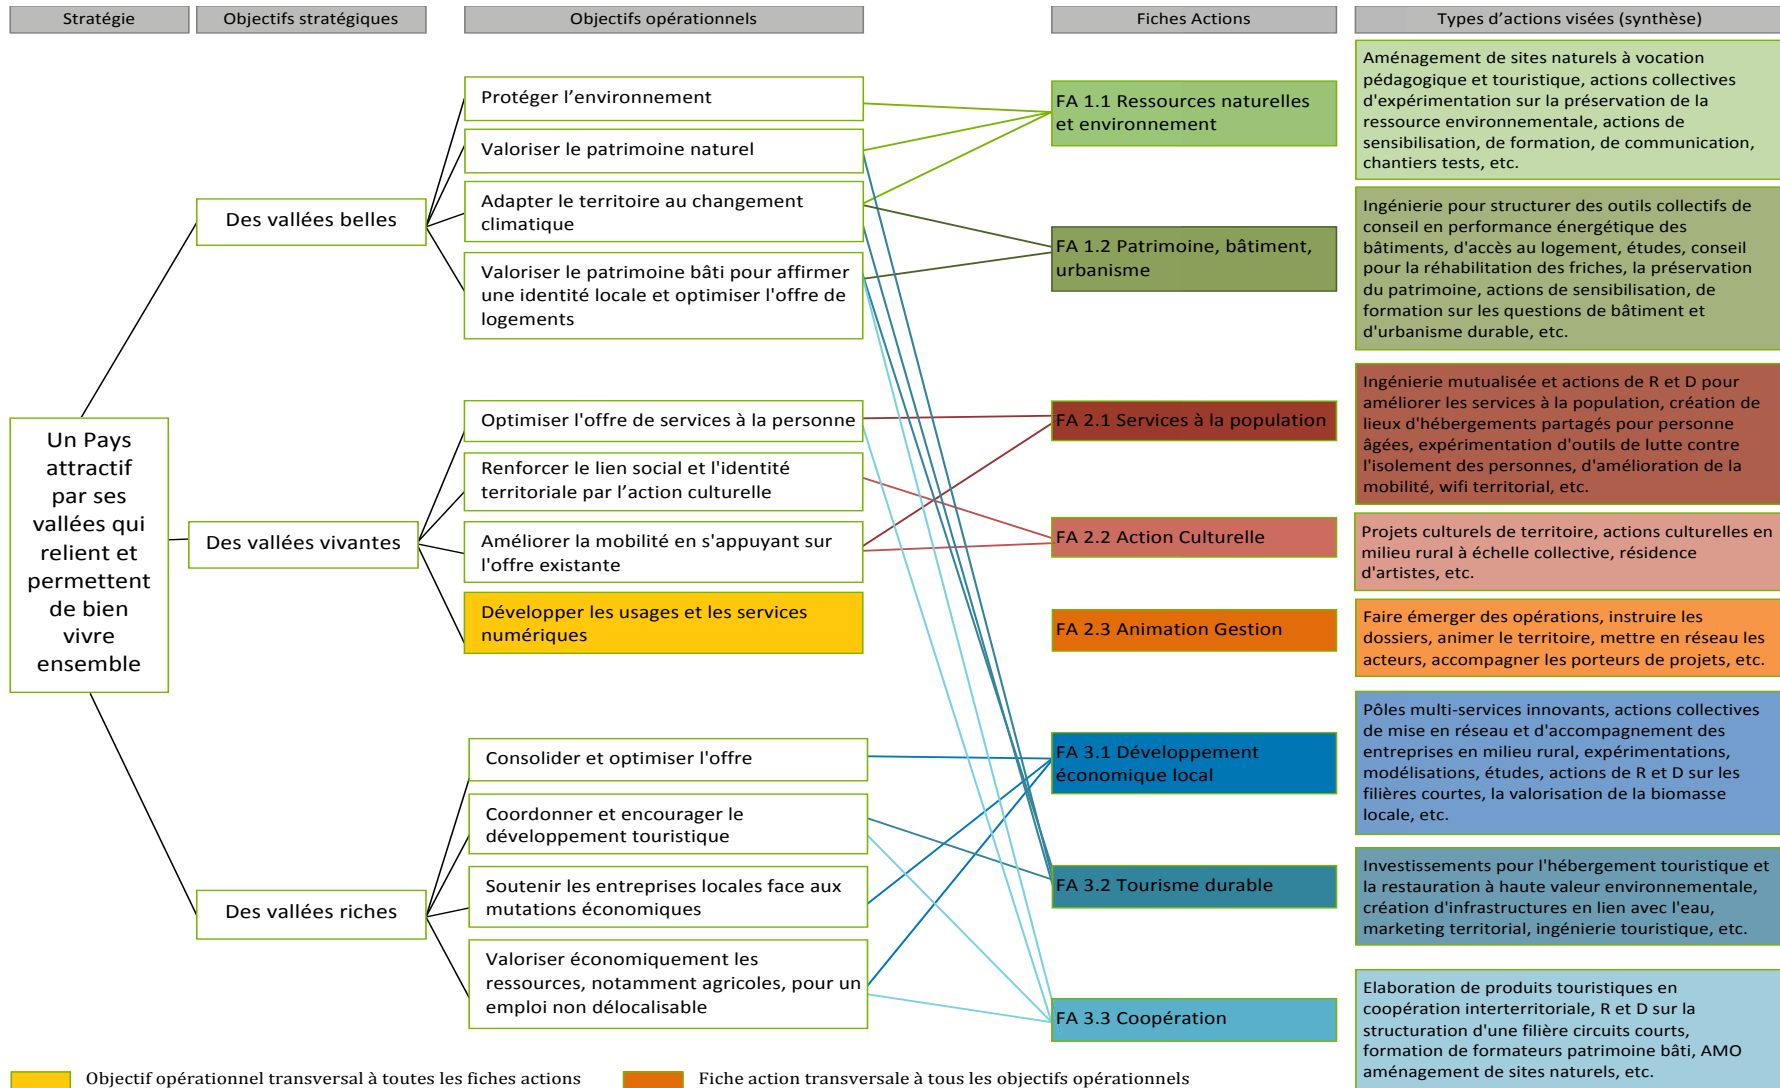 Stratégie
Objectifs stratégiques
Objectifs opérationnels
Fiches Actions
Types d'actions visées (synthèse)
Un Pays
attractif
par ses
vallées qui
relient et
permettent
de bien
vivre
ensemble
Des vallées belles
Des vallées vivantes
Des vallées riches
Protéger l'environnement
Valoriser le patrimoine naturel
Adapter le territoire au changement
climatique
Valoriser le patrimoine bâti pour affirmer
une identité locale et optimiser l'offre de
logements
Optimiser l'offre de services à la personne
Renforcer le lien social et l'identité
territoriale par l'action culturelle
Améliorer la mobilité en s'appuyant sur
l'offre existante
Développer les usages et les services
numériques
Consolider et optimiser l'offre
Coordonner et encourager le
développement touristique
Soutenir les entreprises locales face aux
mutations économiques
Valoriser économiquement les
ressources, notamment agricoles, pour un
emploi non délocalisable
FA 1.1 Ressources naturelles
et environnement
FA 1.2 Patrimoine, bâtiment,
urbanisme
FA 2.1 Services à la population
FA 2.2 Action Culturelle
FA 2.3 Animation Gestion
FA 3.1 Développement
économique local
FA 3.2 Tourisme durable
FA 3.3 Coopération
Aménagement de sites naturels à vocation
pédagogique et touristique, actions collectives
d'expérimentation sur la préservation de la
ressource environnementale, actions de
sensibilisation, de formation, de communication,
chantiers tests, etc.
Ingénierie pour structurer des outils collectifs de
conseil en performance énergétique des
bâtiments, d'accès au logement, études, conseil
pour la réhabilitation des friches, la préservation
du patrimoine, actions de sensibilisation, de
formation sur les questions de bâtiment et
d'urbanisme durable, etc.
Ingénierie mutualisée et actions de R et D pour
améliorer les services à la population, création de
lieux d'hébergements partagés pour personne
âgées, expérimentation d'outils de lutte contre
l'isolement des personnes, d'amélioration de la
mobilité, wifi territorial, etc.
Projets culturels de territoire, actions culturelles en
milieu rural à échelle collective, résidence
d'artistes, etc.
Faire émerger des opérations, instruire les
dossiers, animer le territoire, mettre en réseau les
acteurs, accompagner les porteurs de projets, etc.
Pôles multi-services innovants, actions collectives
de mise en réseau et d'accompagnement des
entreprises en milieu rural, expérimentations,
modélisations, études, actions de R et D sur les
filières courtes, la valorisation de la biomasse
locale, etc.
Investissements pour l'hébergement touristique et
la restauration à haute valeur environnementale,
création d'infrastructures en lien avec l'eau,
marketing territorial, ingénierie touristique, etc.
Elaboration de produits touristiques en
coopération interterritoriale, R et D sur la
structuration d'une filière circuits courts,
formation de formateurs patrimoine bâti, AMO
aménagement de sites naturels, etc.
Objectif opérationnel transversal à toutes les fiches actions
Fiche action transversale à tous les objectifs opérationnels